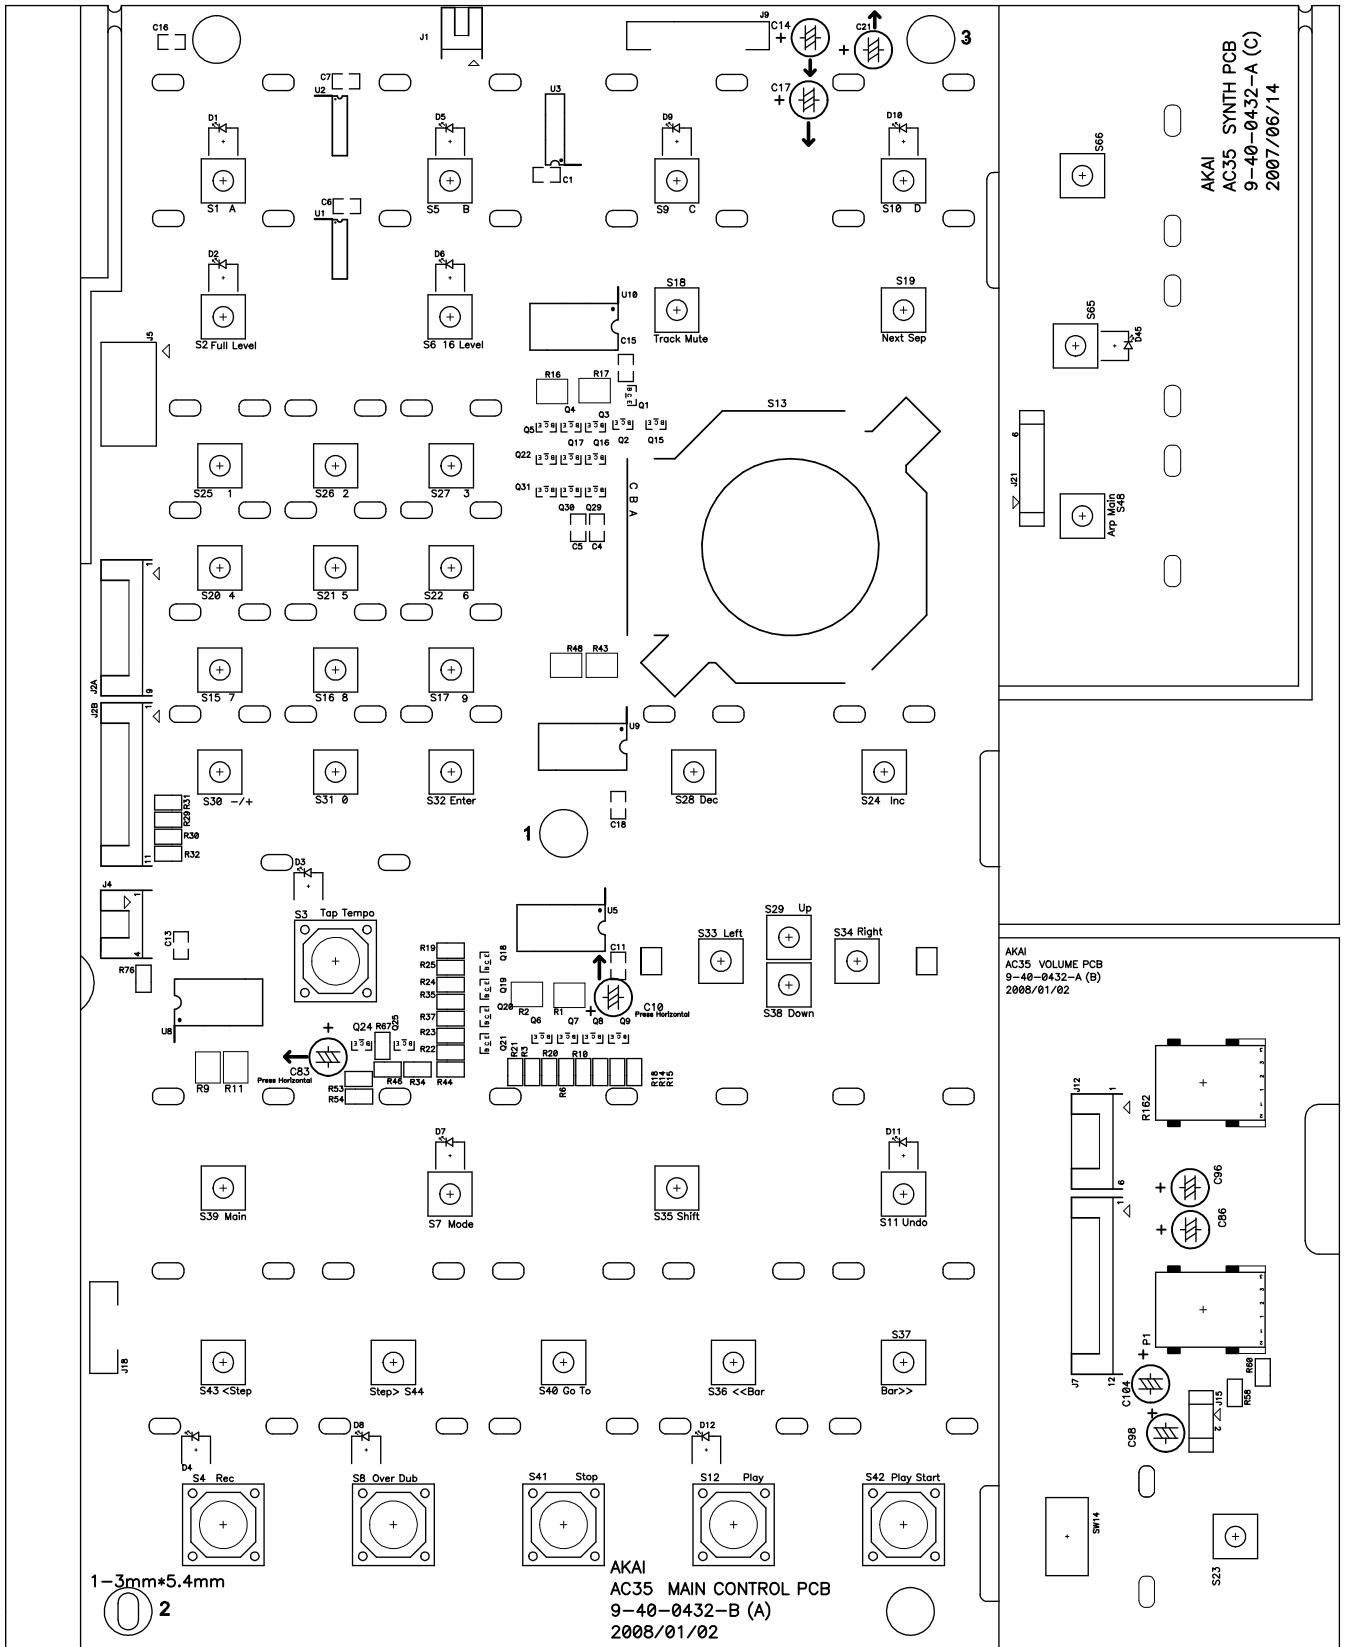 C16
J1
J9
C14
+
C21
+
3
C7
U2
C17
+
U3
D1
D5
D9
D10
C1
S1 A
S5 B
S9 C
S10 D
C6
U1
S66
AKAI
AC35 SYNTH PCB
9-40-0432-A (C)
2007/06/14
D2
D6
U10
S18
S19
S2 Full Level
S6 16 Level
C15
Track Mute
Next Sep
S65
D45
J5
R16
R17
Q1
Q4
Q3
S13
Q5
Q2
Q15
Q17
Q16
Q22
6
J21
Q31
C B A
S25 1
S26 2
S27 3
Q30
Q29
C5
C4
Arp Main
S48
1
S20 4
S21 5
S22 6
R48
R43
J2A
9
S15 7
S16 8
S17 9
J2B
1
U9
S30 -/+
S31 0
S32 Enter
S28 Dec
S24 Inc
R31
R29
R30
R32
11
1
C18
D3
J4
1
4
S3 Tap Tempo
U5
S29 Up
S33 Left
S34 Right
C13
R76
R19
R25
R24
R35
R37
R23
R22
R44
Q18
Q19
Q20
Q21
C11
S38 Down
AKAI
AC35 VOLUME PCB
9-40-0432-A (B)
2008/01/02
U8
R2
R1
+
C10
Press Horizontal
Q6
Q7
Q8
Q9
+
Q24
R67
Q25
C83
Press Horizontal
R9
R11
R53
R54
R46
R34
R21
R3
R20
R6
R10
R18
R14
R15
J12
1
6
R162
D7
D11
S39 Main
S7 Mode
S35 Shift
S11 Undo
+
C96
+
C86
1
J7
12
J18
S37
S43 <Step
Step> S44
S40 Go To
S36 <<Bar
Bar>>
+
P1
C104
R60
R58
J15
2
+
C98
D4
D8
D12
S4 Rec
S8 Over Dub
S41 Stop
S12 Play
S42 Play Start
SW14
S23
1-3mm*5.4mm
2
AKAI
AC35 MAIN CONTROL PCB
9-40-0432-B (A)
2008/01/02